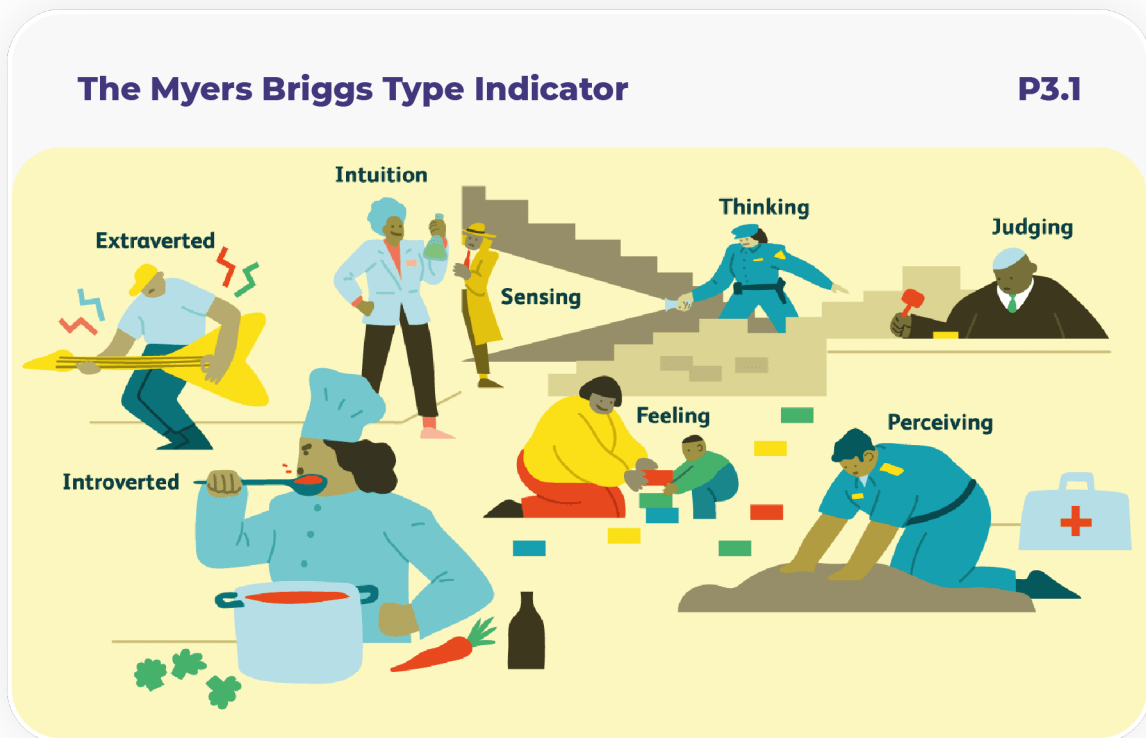 The Myers Briggs Type Indicator
P3.1
Intuition
Thinking
Judging
Extraverted
Sensing
Feeling
Perceiving
Introverted